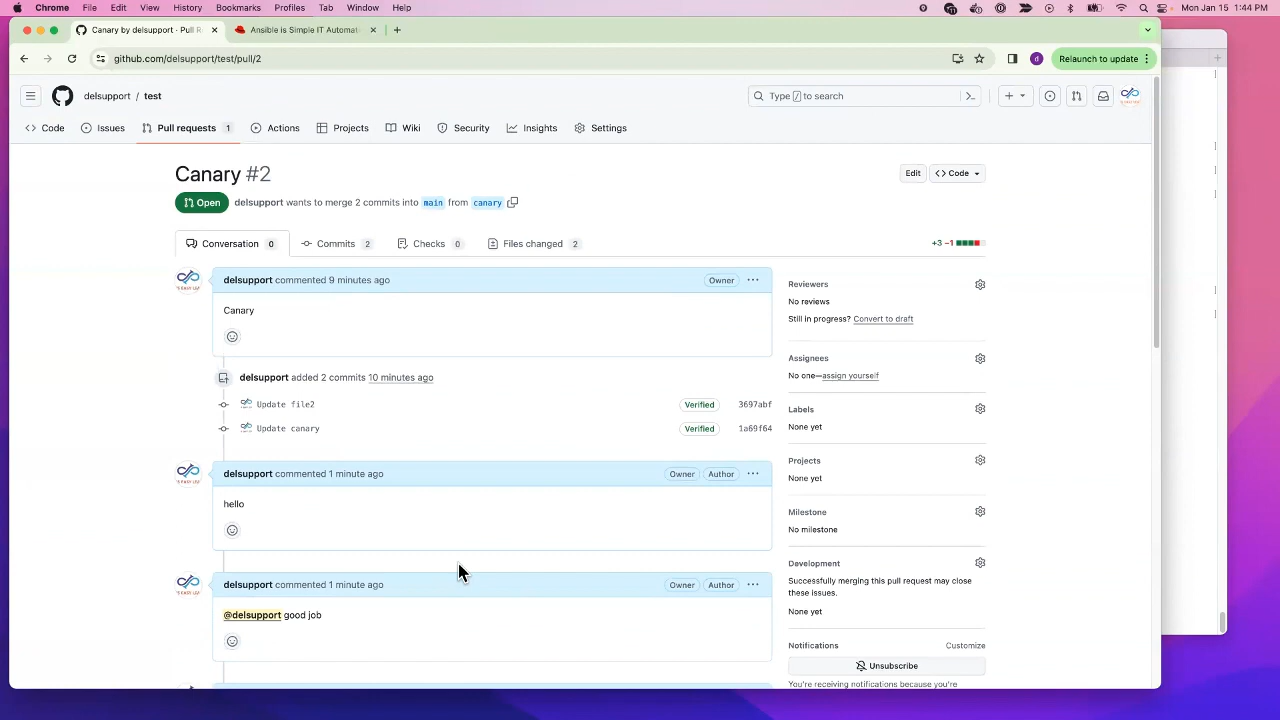 Chrome File Edit View History Bookmarks Profiles Tab Window Help Mon Jan 15 1:44 PM
Canary by delsupport · Pull R Ansible is Simple IT Automat
github.com/delsupport/test/pull/2 d Relaunch to update
delsupport / test Type / to search
Code Issues Pull requests 1 Actions Projects Wiki Security Insights Settings
Canary #2 Edit <> Code
Open delsupport wants to merge 2 commits into main from canary
Conversation 0 Commits 2 Checks 0 Files changed 2 +3 −1
delsupport commented 9 minutes ago Owner
Canary
delsupport added 2 commits 10 minutes ago
Update file2 Verified 3697abf
Update canary Verified 1a69f64
delsupport commented 1 minute ago Owner Author
hello
delsupport commented 1 minute ago Owner Author
@delsupport good job
Reviewers
No reviews
Still in progress? Convert to draft
Assignees
No one—assign yourself
Labels
None yet
Projects
None yet
Milestone
No milestone
Development
Successfully merging this pull request may close
these issues.
None yet
Notifications Customize
Unsubscribe
You're receiving notifications because you're